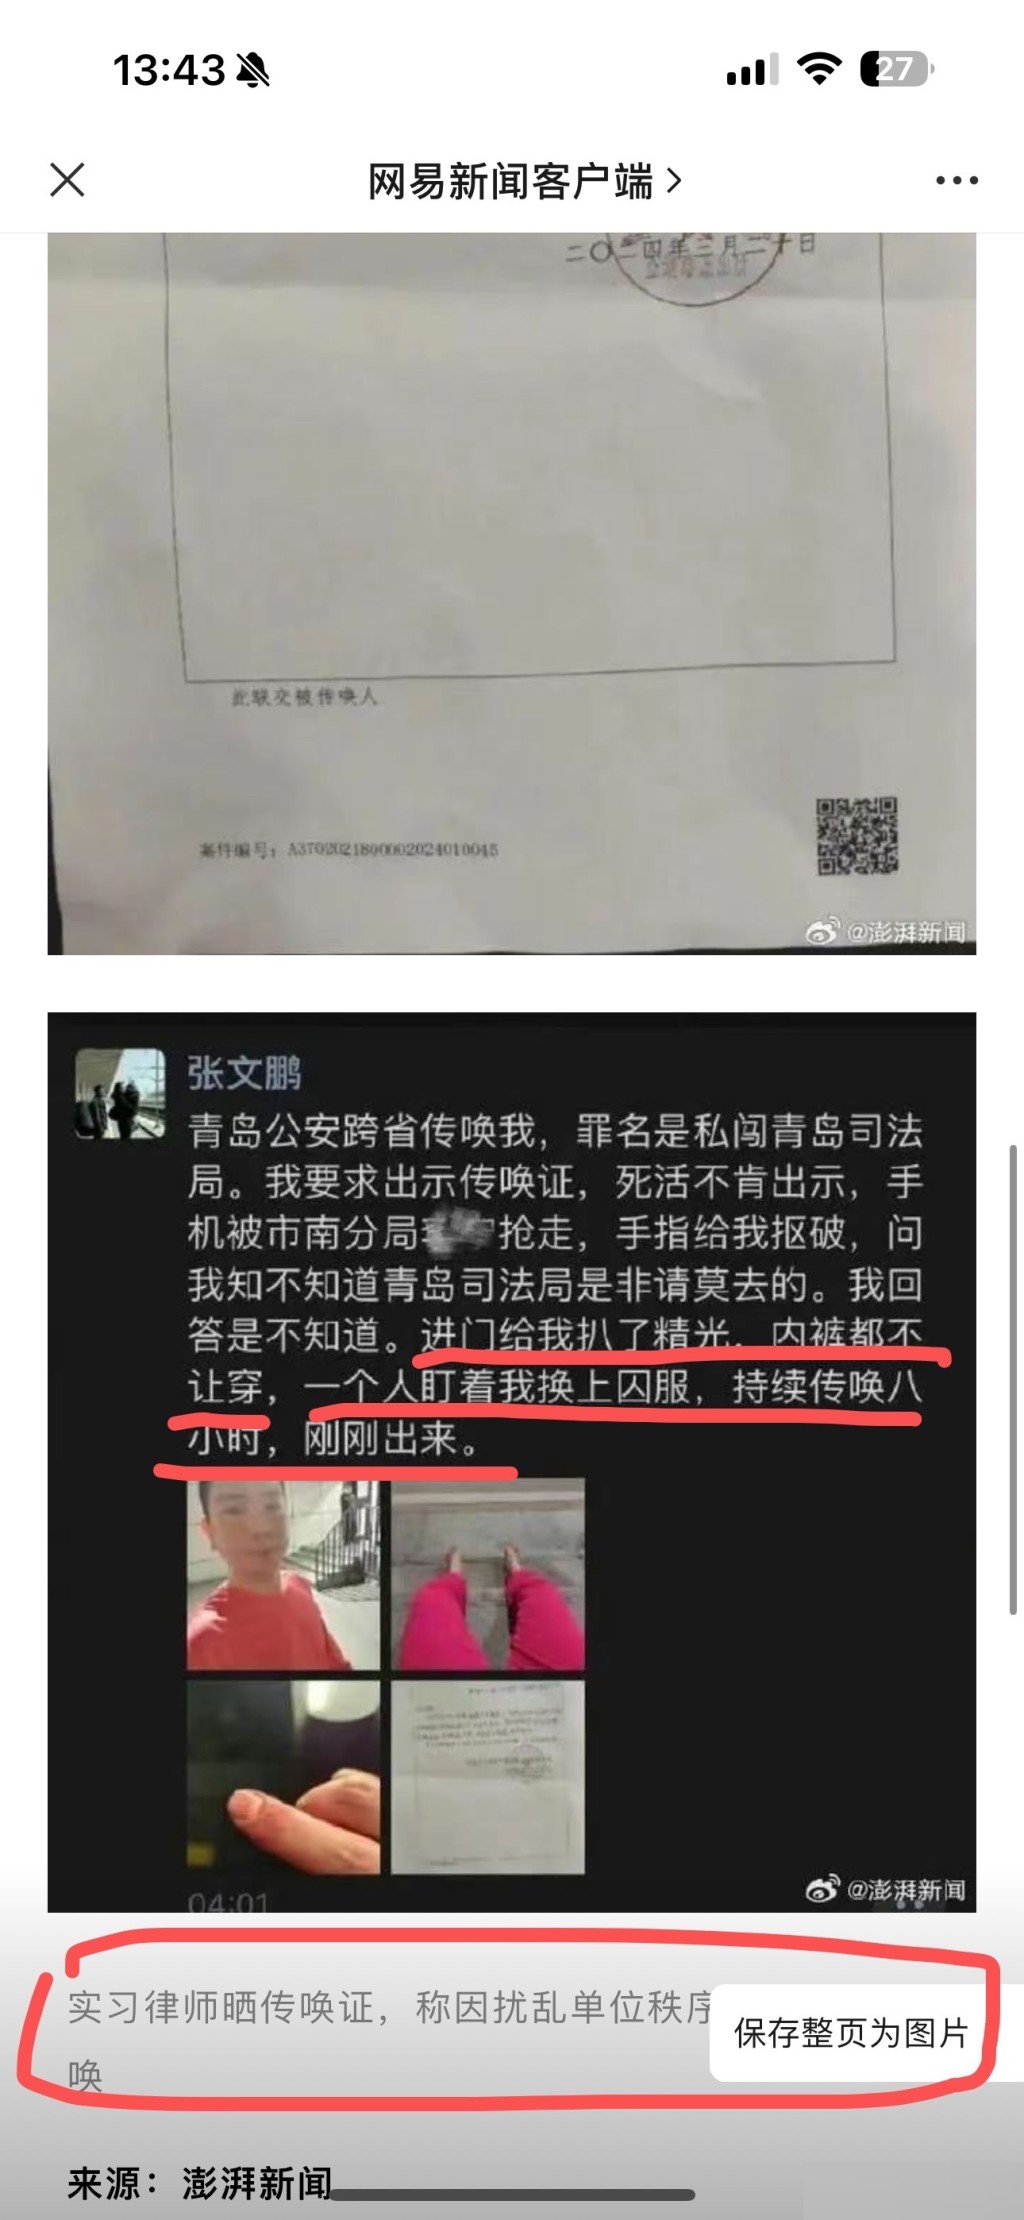 13:43
27
网易新闻客户端
二〇二四年三月二十日
此联交被传唤人
案件编号：A3702021800002024010045
@澎湃新闻
张文鹏
青岛公安跨省传唤我，罪名是私闯青岛司法
局。我要求出示传唤证，死活不肯出示，手
机被市南分局 抢走，手指给我抠破，问
我知不知道青岛司法局是非请莫去的。我回
答是不知道。进门给我扒了精光，内裤都不
让穿，一个人盯着我换上囚服，持续传唤八
小时，刚刚出来。
04:01
@澎湃新闻
实习律师晒传唤证，称因扰乱单位秩序
保存整页为图片
唤
来源：澎湃新闻